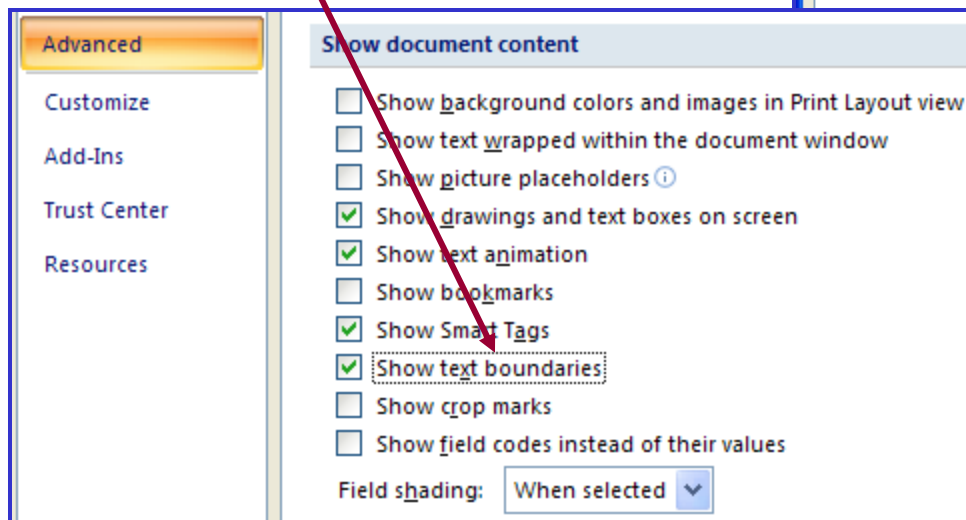 Advanced
Customize
Add-Ins
Trust Center
Resources
Show document content
Show background colors and images in Print Layout view
Show text wrapped within the document window
Show picture placeholders
Show drawings and text boxes on screen
Show text animation
Show bookmarks
Show Smart Tags
Show text boundaries
Show crop marks
Show field codes instead of their values
Field shading: When selected